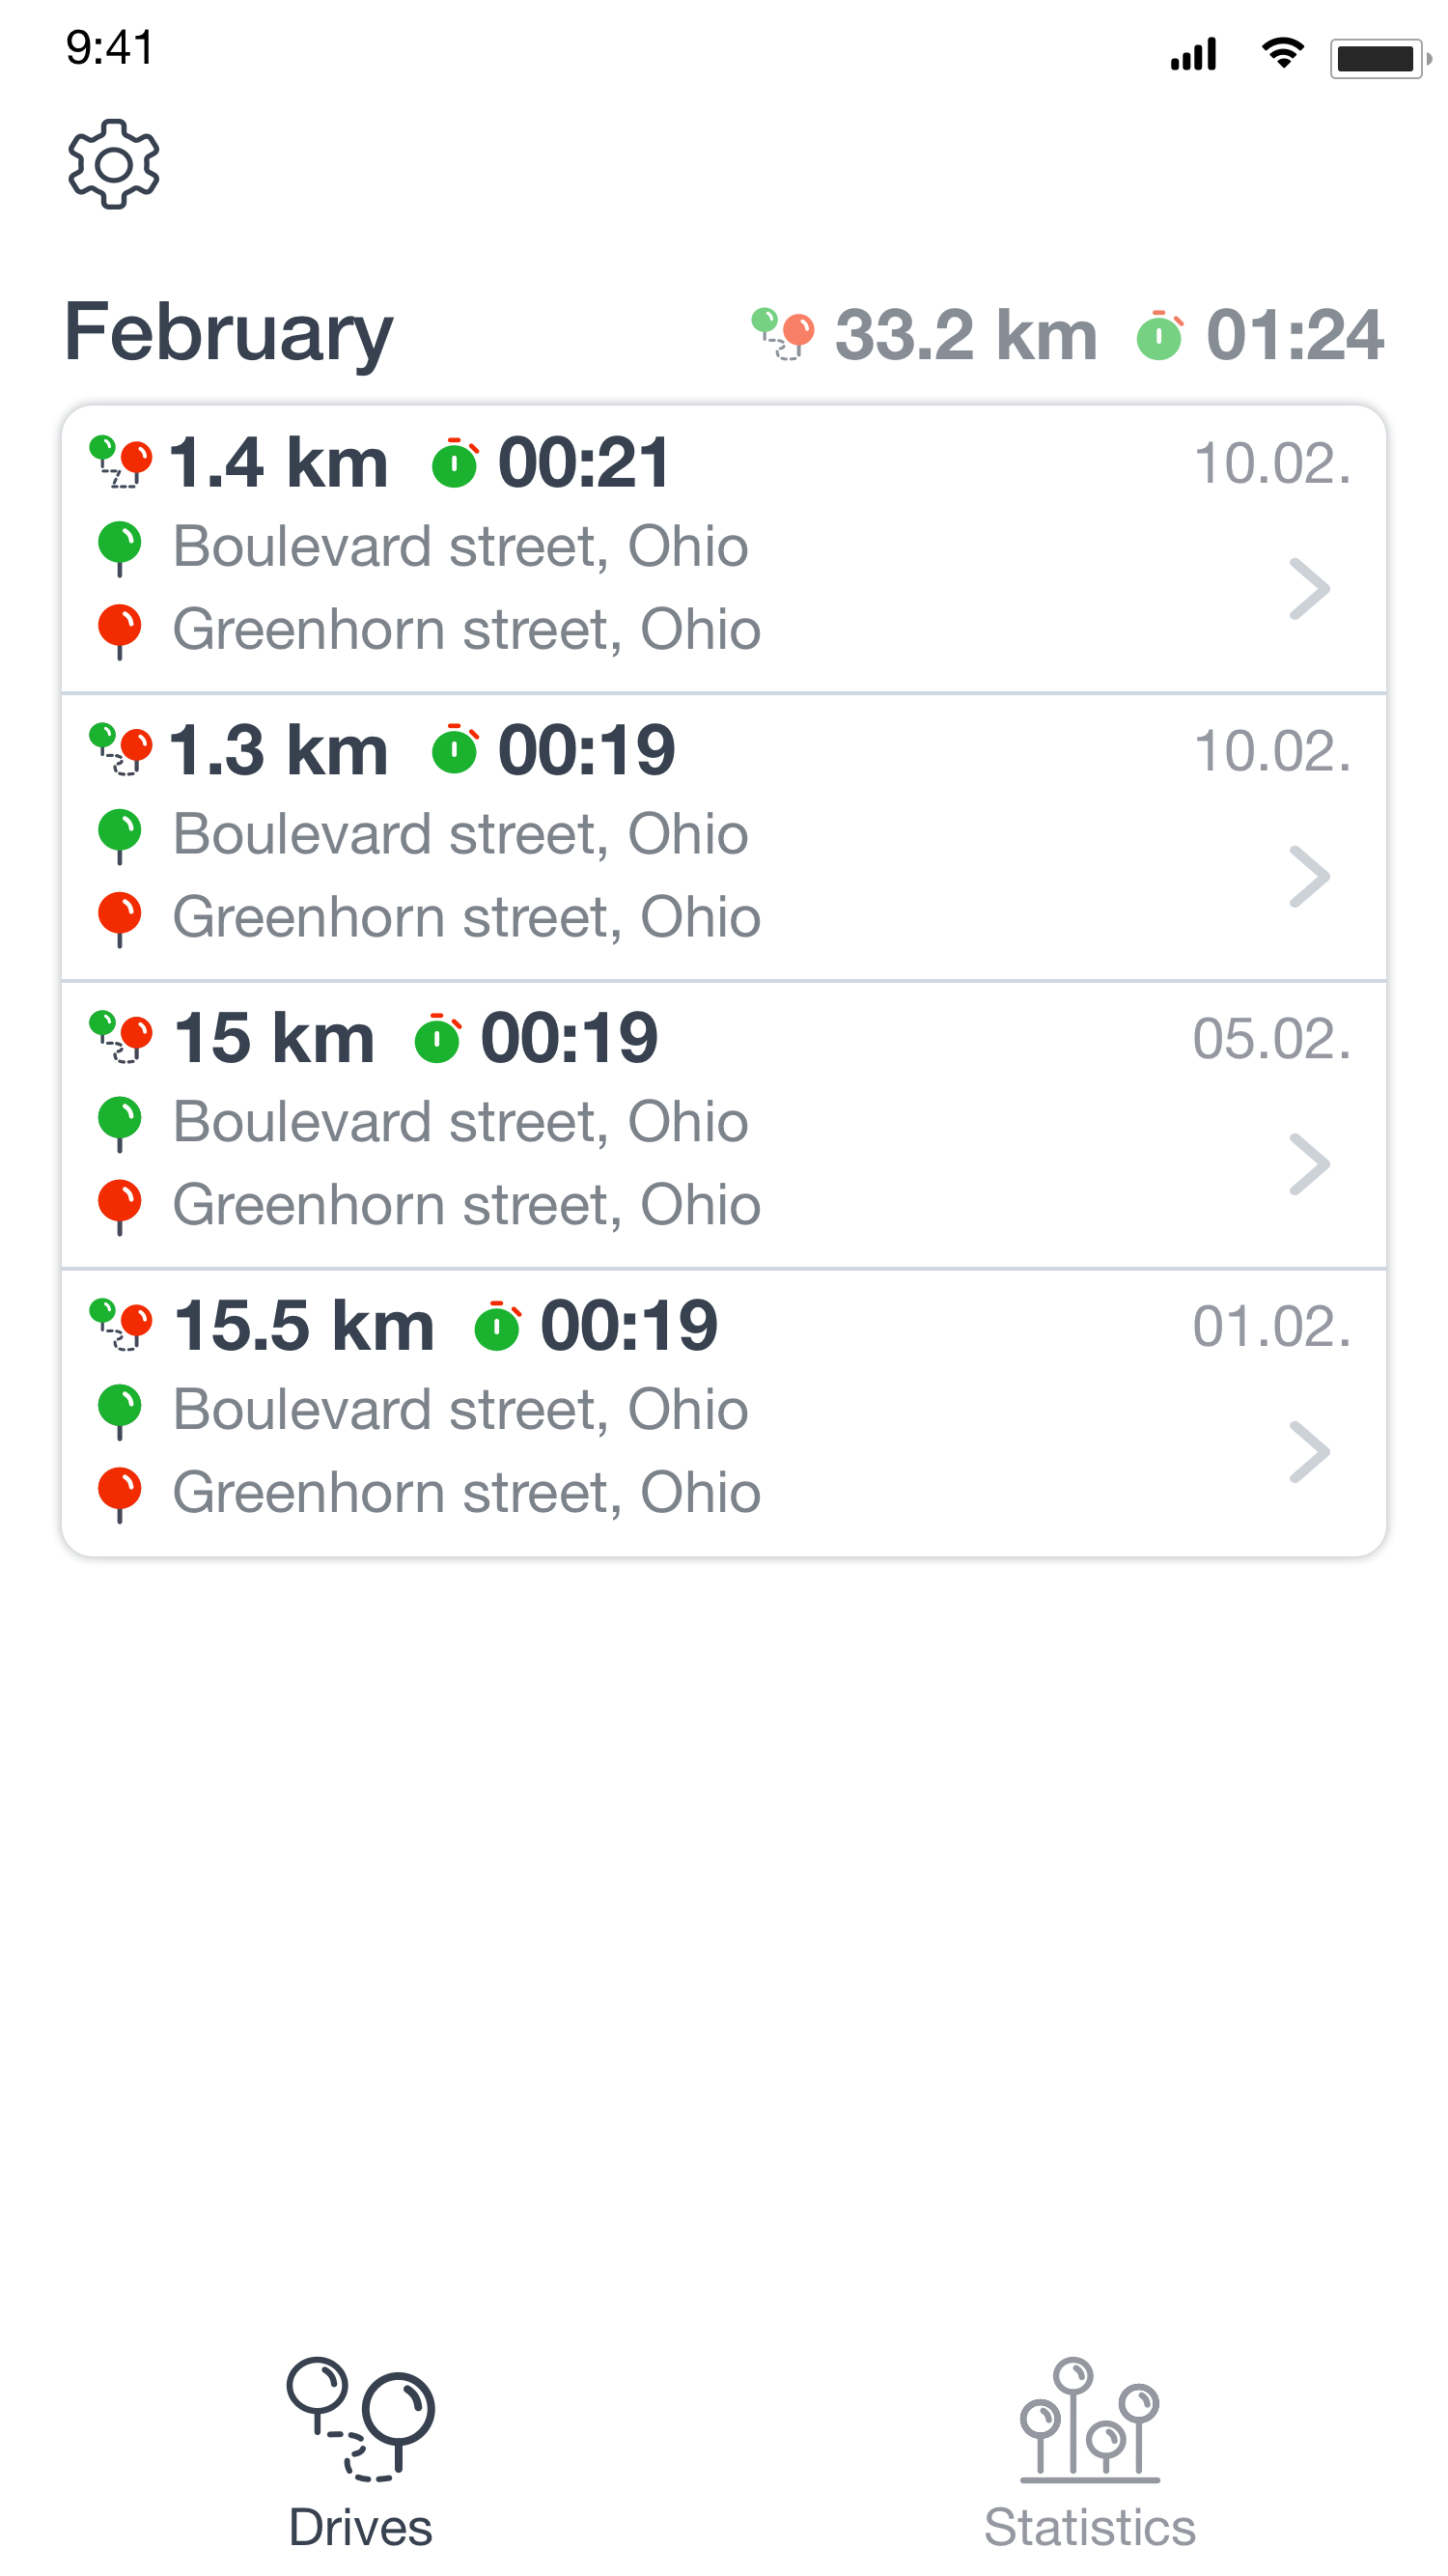 9:41
February 33.2 km 01:24
1.4 km 00:21 10.02.
Boulevard street, Ohio
Greenhorn street, Ohio
1.3 km 00:19 10.02.
Boulevard street, Ohio
Greenhorn street, Ohio
15 km 00:19 05.02.
Boulevard street, Ohio
Greenhorn street, Ohio
15.5 km 00:19 01.02.
Boulevard street, Ohio
Greenhorn street, Ohio
Drives Statistics